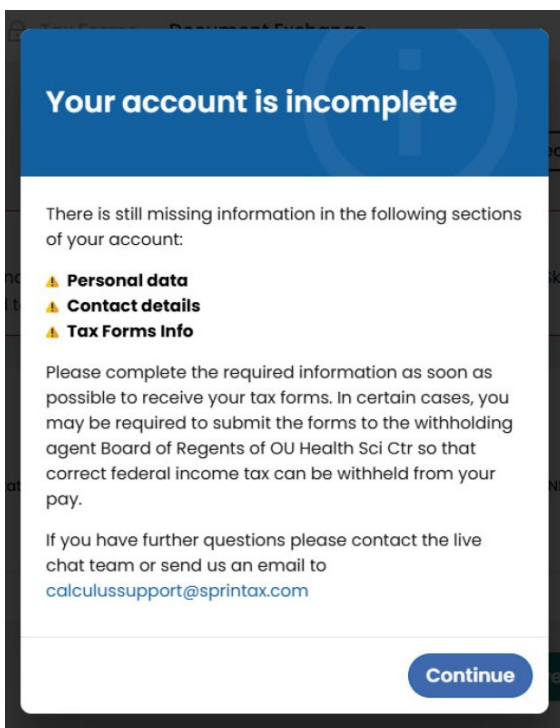 Tax Forms Document Exchange
Your account is incomplete
There is still missing information in the following sections
of your account:
Personal data
Contact details
Tax Forms Info
Please complete the required information as soon as
possible to receive your tax forms. In certain cases, you
may be required to submit the forms to the withholding
agent Board of Regents of OU Health Sci Ctr so that
correct federal income tax can be withheld from your
pay.
If you have further questions please contact the live
chat team or send us an email to
calculussupport@sprintax.com
Continue